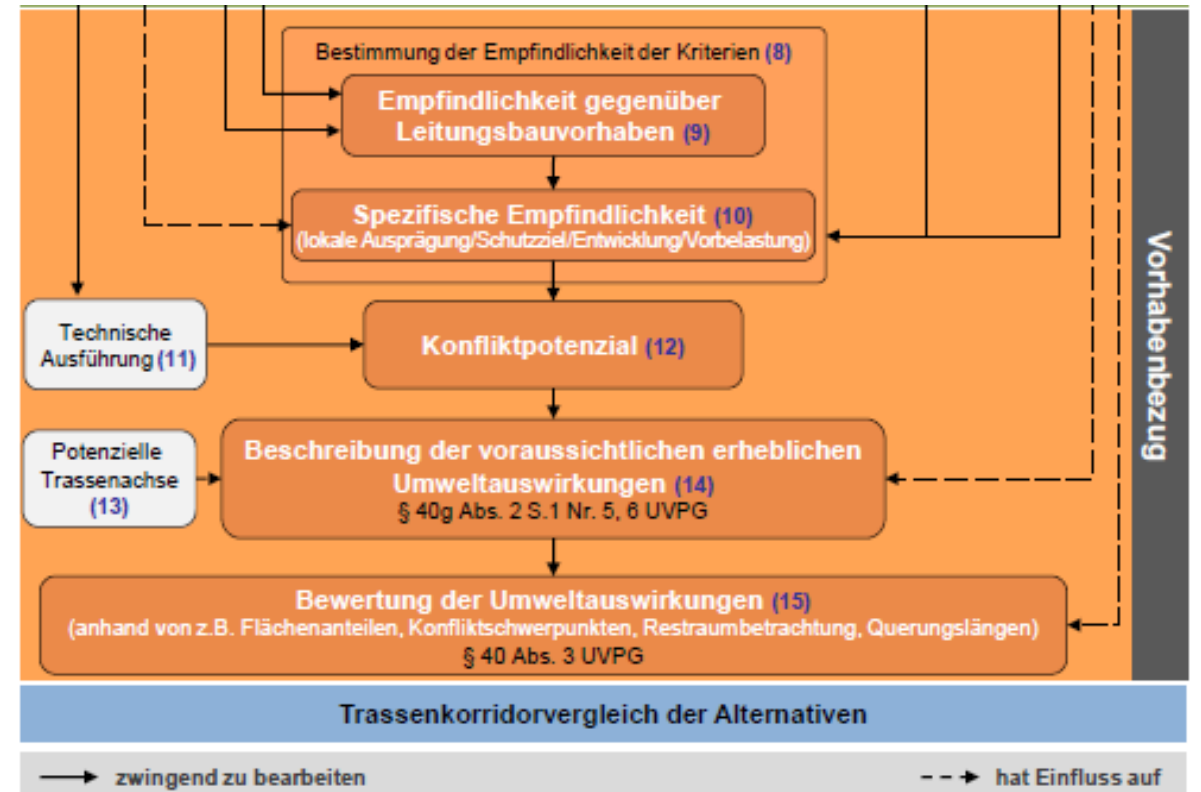 Bestimmung der Empfindlichkeit der Kriterien (8)
Empfindlichkeit gegenüber
Leitungsbauvorhaben (9)
Spezifische Empfindlichkeit (10)
(lokale Ausprägung/Schutzziel/Entwicklung/Vorbelastung)
Technische
Ausführung (11)
Konfliktpotenzial (12)
Potenzielle
Trassenachse
(13)
Beschreibung der voraussichtlichen erheblichen
Umweltauswirkungen (14)
§ 40g Abs. 2 S.1 Nr. 5, 6 UVPG
Bewertung der Umweltauswirkungen (15)
(anhand von z.B. Flächenanteilen, Konfliktschwerpunkten, Restraumbetrachtung, Querungslängen)
§ 40 Abs. 3 UVPG
Vorhabenbezug
Trassenkorridorvergleich der Alternativen
zwingend zu bearbeiten
hat Einfluss auf